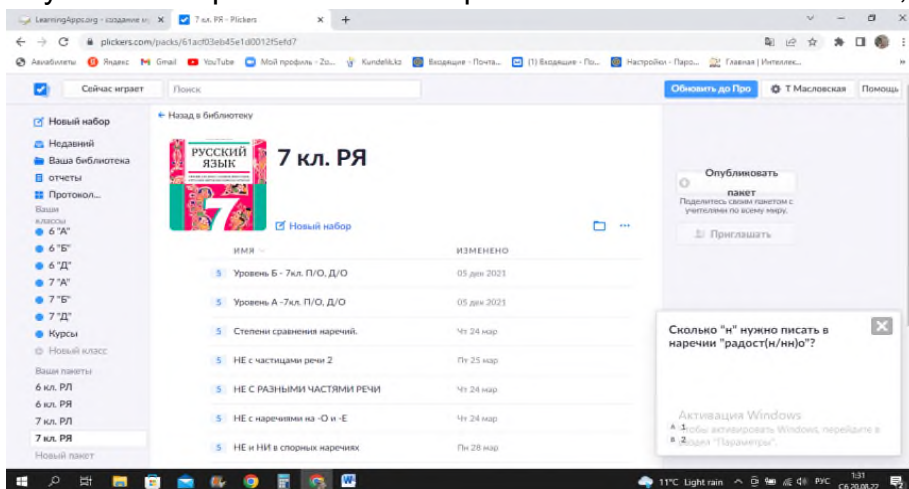 LearningApps.org - создание м
7 кл. РЯ - Plickers
plickers.com/packs/61acf03eb45e1d0012f5efd7
Авиабилеты Яндекс Gmail YouTube Мой профиль - Zo... Kundelik.kz Входящие - Почта... (1) Входящие - По... Настройки - Паро... Главная | Интеллек...
Сейчас играет Поиск Обновить до Про Т Масловская Помощь
Новый набор
Недавний
Ваша библиотека
отчеты
Протокол...
Ваши
классы
6 "А"
6 "Б"
6 "Д"
7 "А"
7 "Б"
7 "Д"
Курсы
Новый класс
Ваши пакеты
6 кл. РЛ
6 кл. РЯ
7 кл. РЛ
7 кл. РЯ
Новый пакет
Назад в библиотеку
РУССКИЙ
ЯЗЫК
7
7 кл. РЯ
Новый набор
ИМЯ ИЗМЕНЕНО
5 Уровень Б - 7кл. П/О, Д/О 05 дек 2021
5 Уровень А -7кл. П/О, Д/О 05 дек 2021
5 Степени сравнения наречий. Чт 24 мар
5 НЕ с частицами речи 2 Пт 25 мар
5 НЕ С РАЗНЫМИ ЧАСТЯМИ РЕЧИ Чт 24 мар
5 НЕ с наречиями на -О и -Е Чт 24 мар
5 НЕ и НИ в спорных наречиях Пн 28 мар
Опубликовать
пакет
Поделитесь своим пакетом с
учителями по всему миру.
Приглашать
Сколько "н" нужно писать в
наречии "радост(н/нн)о"?
Активация Windows
A 1
Чтобы активировать Windows, перейдите в
B 2
раздел "Параметры".
11°C Light rain РУС 1:31
Сб 20.08.22